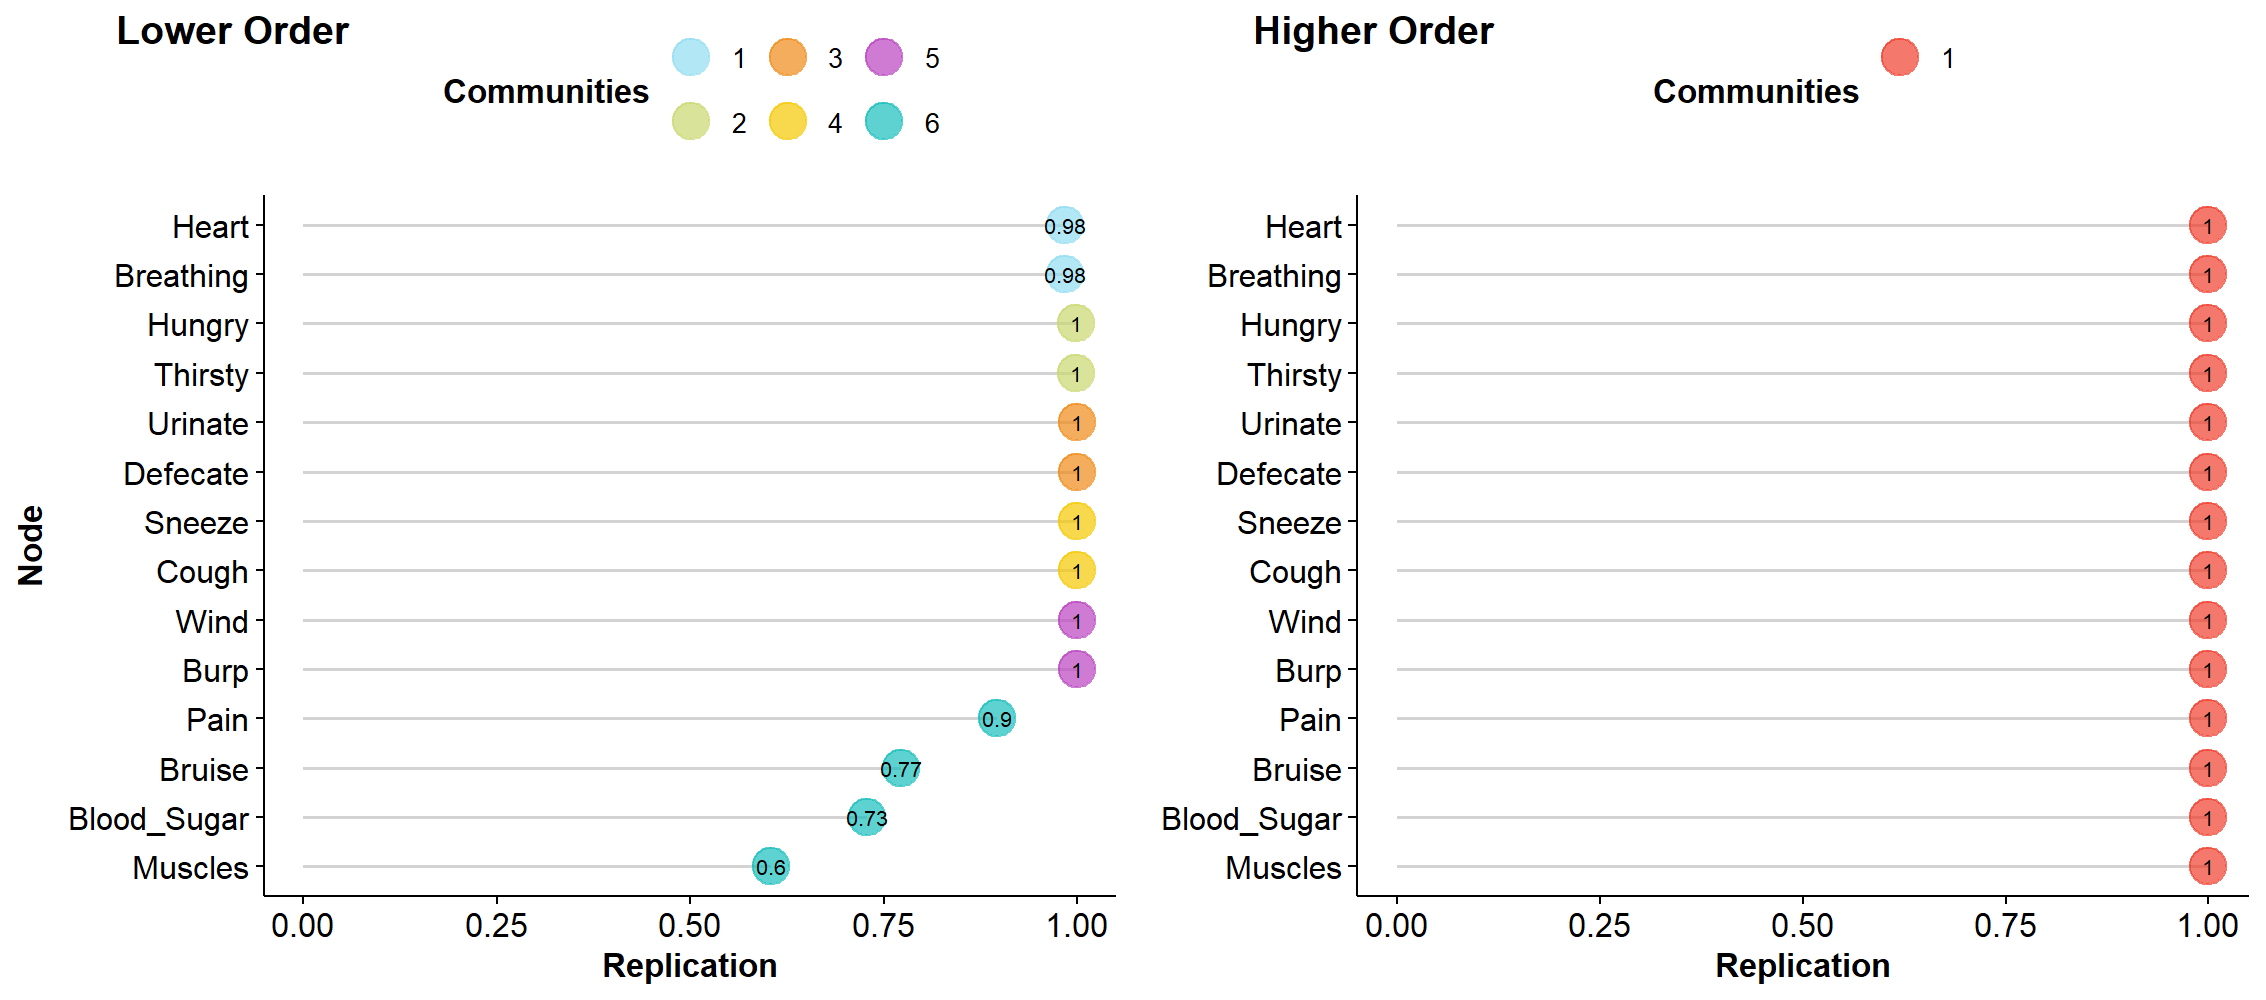 Lower Order
Communities
1 3 5
2 4 6
Node
Heart 0.98
Breathing 0.98
Hungry 1
Thirsty 1
Urinate 1
Defecate 1
Sneeze 1
Cough 1
Wind 1
Burp 1
Pain 0.9
Bruise 0.77
Blood_Sugar 0.73
Muscles 0.6
0.00 0.25 0.50 0.75 1.00
Replication
Higher Order
Communities
1
Heart 1
Breathing 1
Hungry 1
Thirsty 1
Urinate 1
Defecate 1
Sneeze 1
Cough 1
Wind 1
Burp 1
Pain 1
Bruise 1
Blood_Sugar 1
Muscles 1
0.00 0.25 0.50 0.75 1.00
Replication